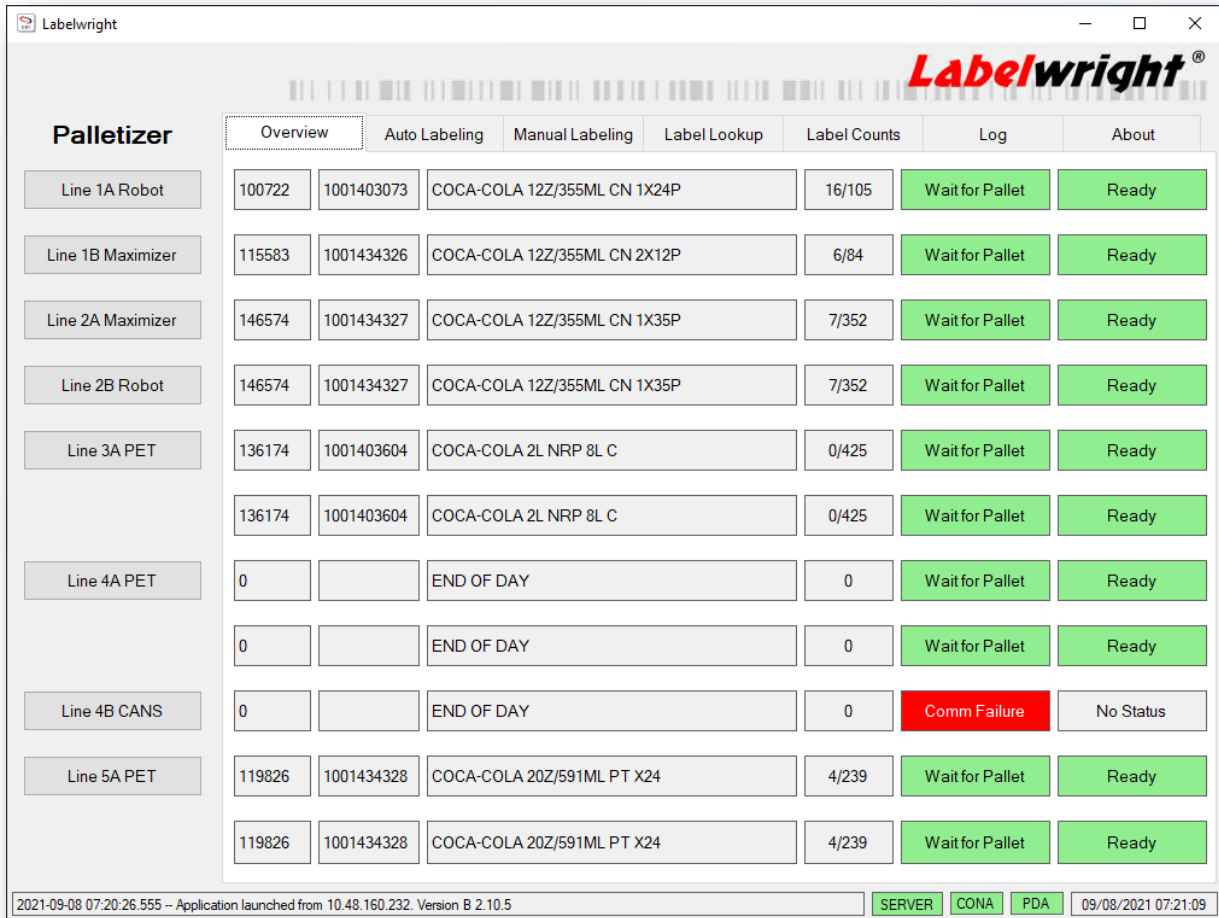 Labelwright
Labelwright ®
Palletizer
Overview Auto Labeling Manual Labeling Label Lookup Label Counts Log About
Line 1A Robot 100722 1001403073 COCA-COLA 12Z/355ML CN 1X24P 16/105 Wait for Pallet Ready
Line 1B Maximizer 115583 1001434326 COCA-COLA 12Z/355ML CN 2X12P 6/84 Wait for Pallet Ready
Line 2A Maximizer 146574 1001434327 COCA-COLA 12Z/355ML CN 1X35P 7/352 Wait for Pallet Ready
Line 2B Robot 146574 1001434327 COCA-COLA 12Z/355ML CN 1X35P 7/352 Wait for Pallet Ready
Line 3A PET 136174 1001403604 COCA-COLA 2L NRP 8L C 0/425 Wait for Pallet Ready
136174 1001403604 COCA-COLA 2L NRP 8L C 0/425 Wait for Pallet Ready
Line 4A PET 0 END OF DAY 0 Wait for Pallet Ready
0 END OF DAY 0 Wait for Pallet Ready
Line 4B CANS 0 END OF DAY 0 Comm Failure No Status
Line 5A PET 119826 1001434328 COCA-COLA 20Z/591ML PT X24 4/239 Wait for Pallet Ready
119826 1001434328 COCA-COLA 20Z/591ML PT X24 4/239 Wait for Pallet Ready
2021-09-08 07:20:26.555 -- Application launched from 10.48.160.232. Version B 2.10.5 SERVER CONA PDA 09/08/2021 07:21:09